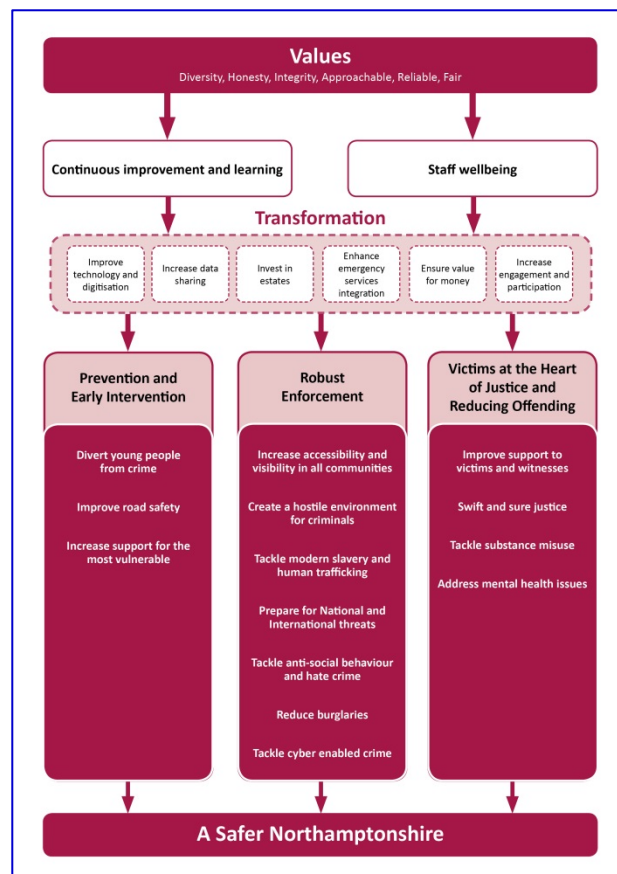 Values
Diversity, Honesty, Integrity, Approachable, Reliable, Fair
Continuous improvement and learning
Staff wellbeing
Transformation
Improve
technology and
digitisation
Increase data
sharing
Invest in
estates
Enhance
emergency
services
integration
Ensure value
for money
Increase
engagement and
participation
Prevention and
Early Intervention
Divert young people
from crime
Improve road safety
Increase support for the
most vulnerable
Robust
Enforcement
Increase accessibility and
visibility in all communities
Create a hostile environment
for criminals
Tackle modern slavery and
human trafficking
Prepare for National and
International threats
Tackle anti-social behaviour
and hate crime
Reduce burglaries
Tackle cyber enabled crime
Victims at the Heart
of Justice and
Reducing Offending
Improve support to
victims and witnesses
Swift and sure justice
Tackle substance misuse
Address mental health issues
A Safer Northamptonshire